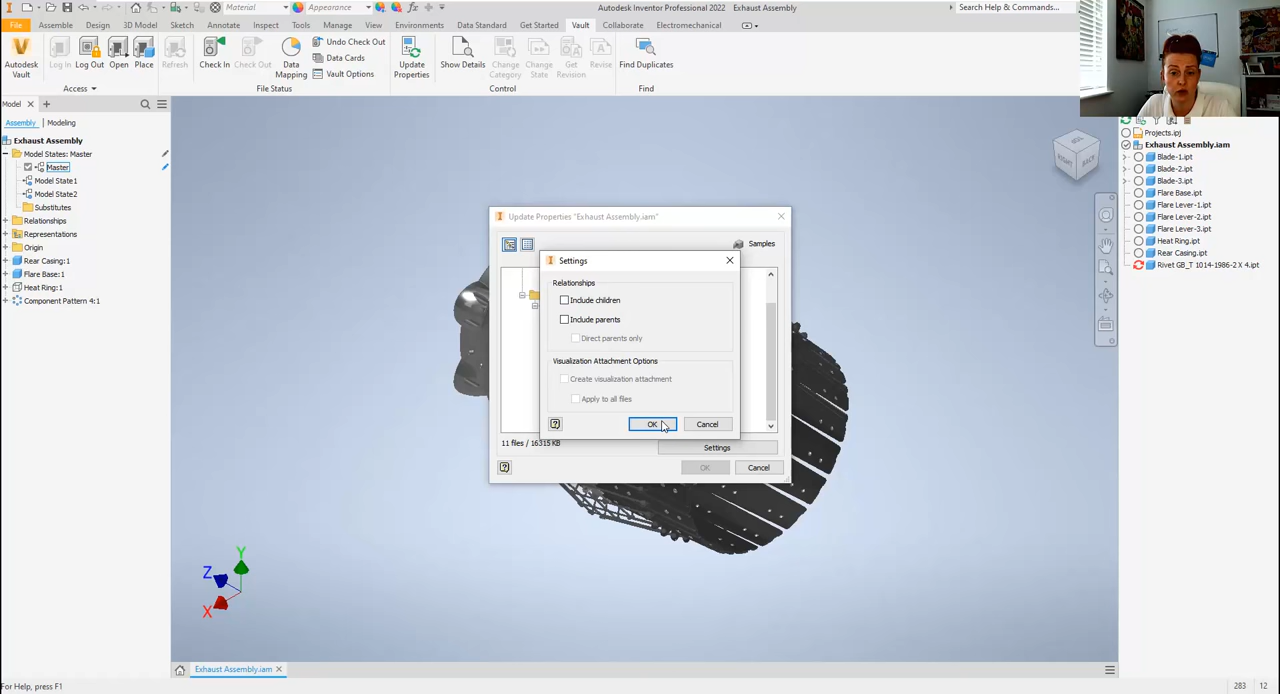 Material
Appearance
Autodesk Inventor Professional 2022 Exhaust Assembly
Search Help & Commands...
File
Assemble
Design
3D Model
Sketch
Annotate
Inspect
Tools
Manage
View
Environments
Data Standard
Get Started
Vault
Collaborate
Electromechanical
Autodesk Vault
Log In
Log Out
Open
Place
Refresh
Check In
Check Out
Data Mapping
Undo Check Out
Data Cards
Vault Options
Update Properties
Show Details
Change Category
Change State
Get Revision
Revise
Find Duplicates
Access
File Status
Control
Find
Model
Assembly
Modeling
Exhaust Assembly
Model States: Master
Master
Model State1
Model State2
Substitutes
Relationships
Representations
Origin
Rear Casing:1
Flare Base:1
Heat Ring:1
Component Pattern 4:1
Update Properties "Exhaust Assembly.iam"
Samples
Settings
Relationships
Include children
Include parents
Direct parents only
Visualization Attachment Options
Create visualization attachment
Apply to all files
OK
Cancel
11 files / 16315 KB
Settings
OK
Cancel
TOP
RIGHT
BACK
Projects.ipj
Exhaust Assembly.iam
Blade-1.ipt
Blade-2.ipt
Blade-3.ipt
Flare Base.ipt
Flare Lever-1.ipt
Flare Lever-2.ipt
Flare Lever-3.ipt
Heat Ring.ipt
Rear Casing.ipt
Rivet GB_T 1014-1986-2 X 4.ipt
Y
Z
X
Exhaust Assembly.iam
For Help, press F1
283
12